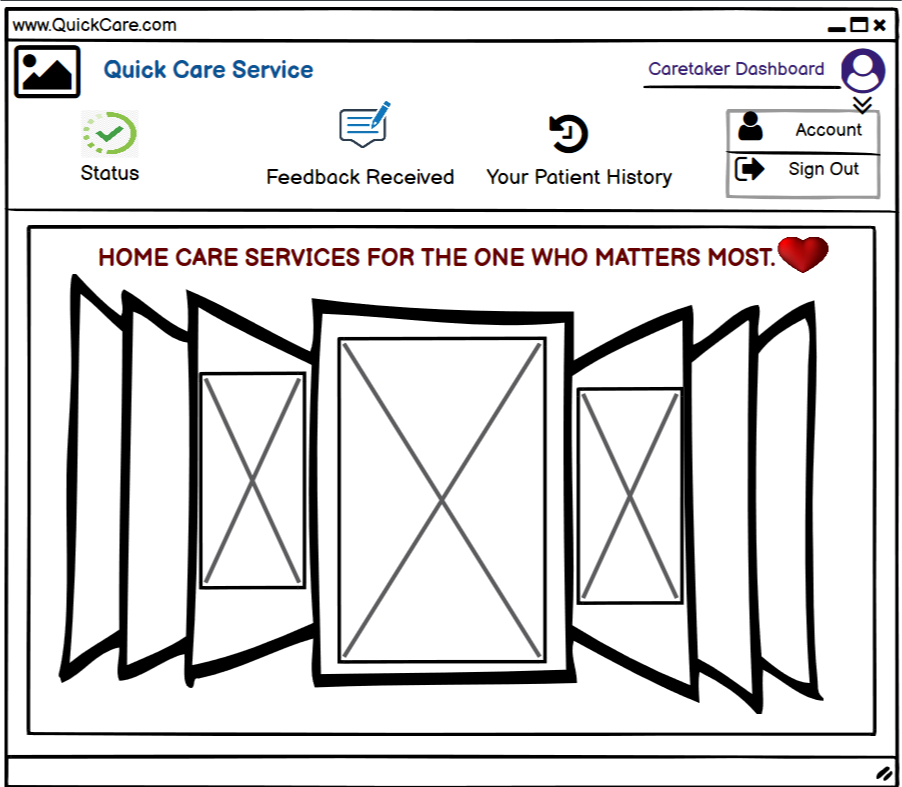 www.QuickCare.com
Quick Care Service
Caretaker Dashboard
Account
Status
Feedback Received
Your Patient History
Sign Out
HOME CARE SERVICES FOR THE ONE WHO MATTERS MOST.